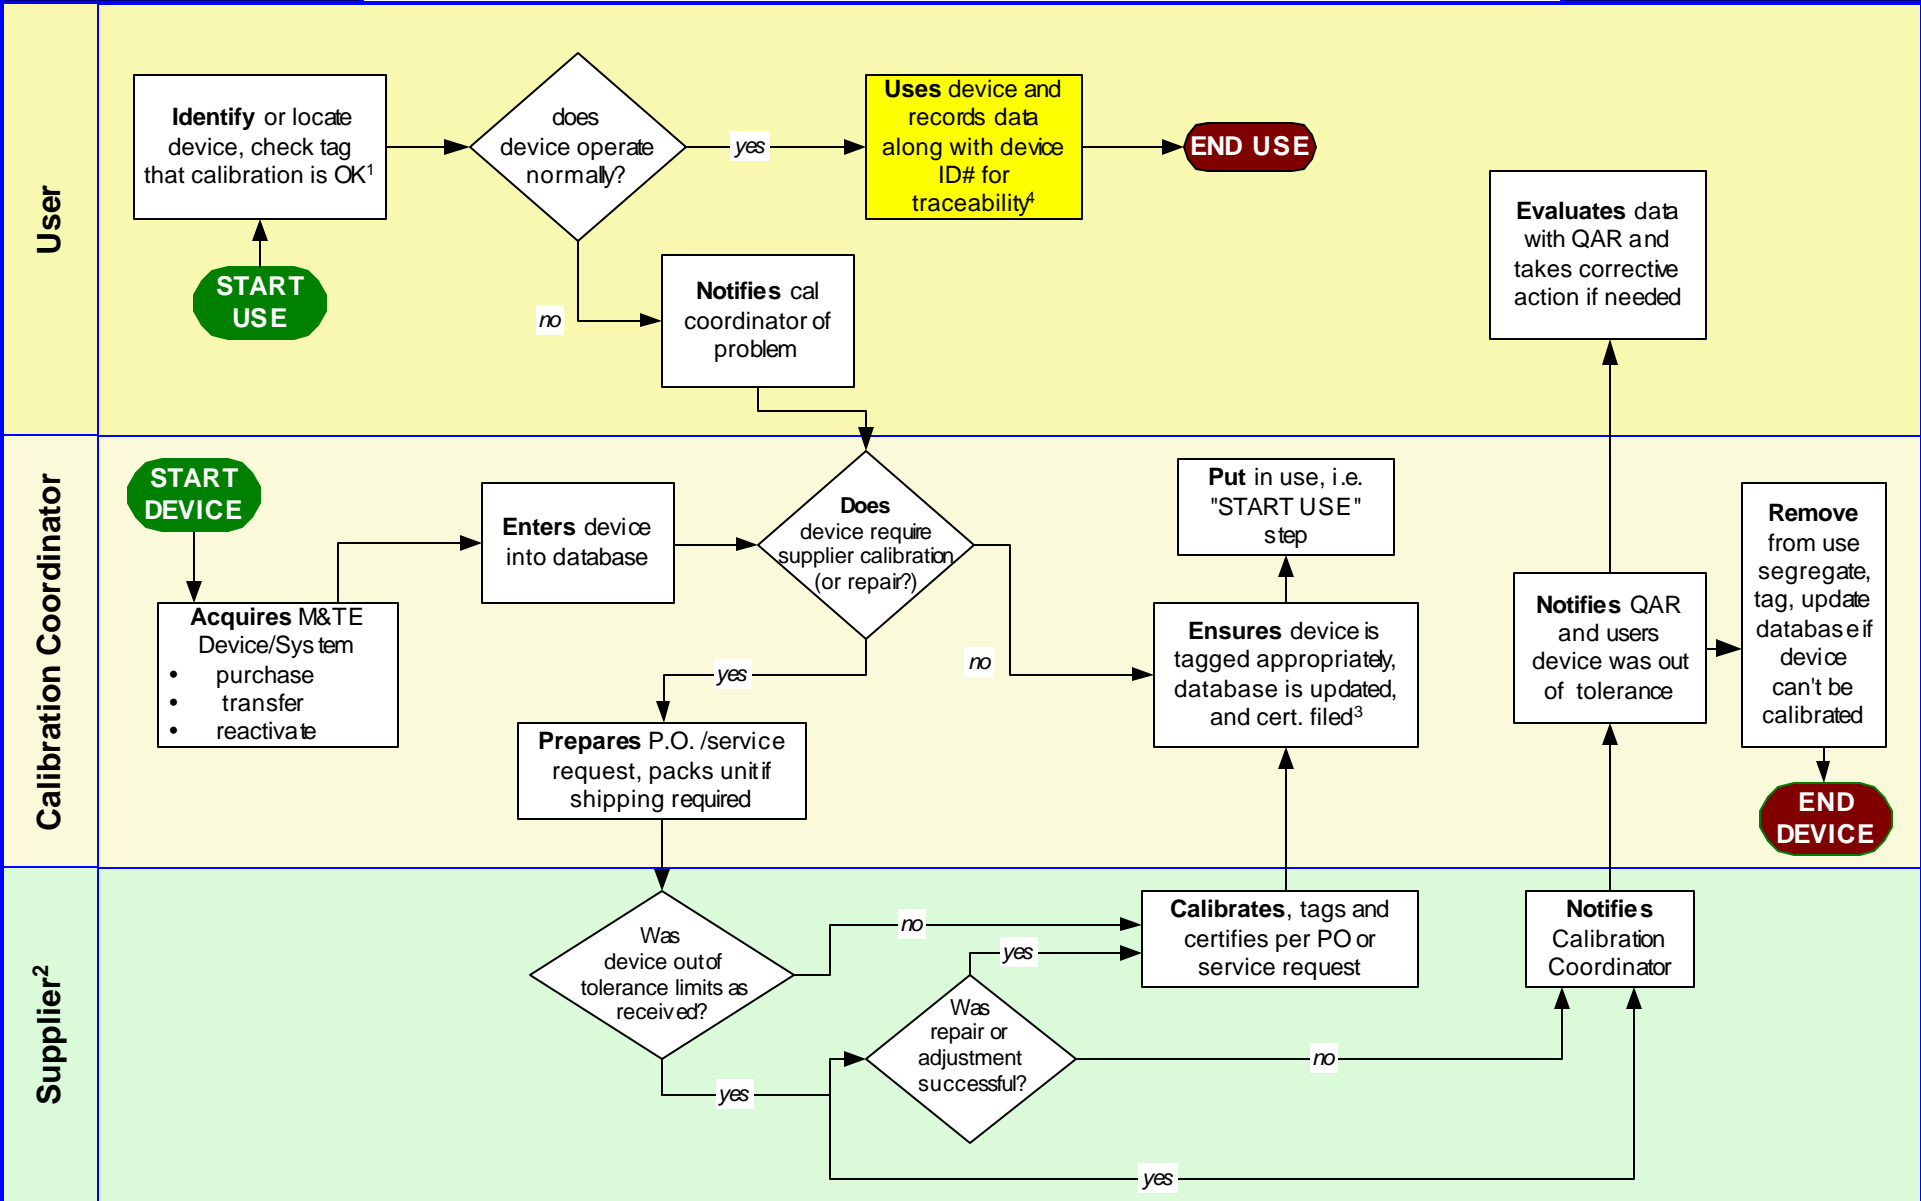 User
Identify or locate
device, check tag
that calibration is OK¹
START
USE
does
device operate
normally?
yes
no
Uses device and
records data
along with device
ID# for
traceability⁴
END USE
Notifies cal
coordinator of
problem
Evaluates data
with QAR and
takes corrective
action if needed
Calibration Coordinator
START
DEVICE
Acquires M&TE
Device/System
• purchase
• transfer
• reactivate
Enters device
into database
Does
device require
supplier calibration
(or repair?)
yes
no
Prepares P.O. /service
request, packs unit if
shipping required
Put in use, i.e.
"START USE"
step
Ensures device is
tagged appropriately,
database is updated,
and cert. filed³
Notifies QAR
and users
device was out
of tolerance
Remove
from use
segregate,
tag, update
database if
device
can't be
calibrated
END
DEVICE
Supplier²
Was
device out of
tolerance limits as
received?
no
yes
Was
repair or
adjustment
successful?
yes
no
yes
Calibrates, tags and
certifies per PO or
service request
Notifies
Calibration
Coordinator